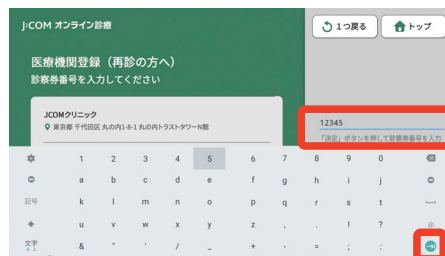 J:COM オンライン診療
1つ戻る
トップ
医療機関登録（再診の方へ）
診察券番号を入力してください
JCOMクリニック
東京都 千代田区 丸の内1-8-1 丸の内トラストタワーN館
12345
「決定」ボタンを押して診察券番号を入力
1 2 3 4 5 6 7 8 9 0
a b c d e f g h i j
記号 k l m n o p q r s t
u v w x y z , . ! ? @
文字 & " ' / _ + - = ; :